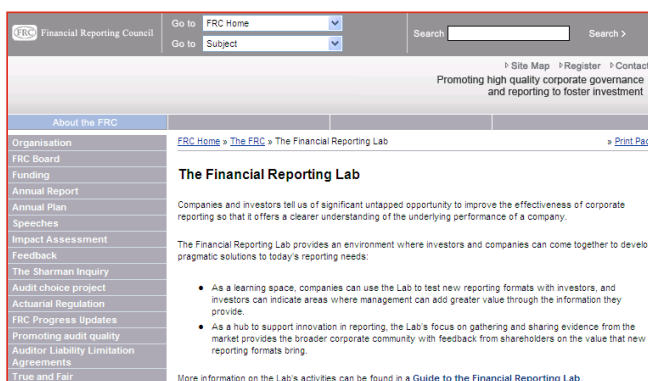 FRC Financial Reporting Council
Go to FRC Home
Go to Subject
Search
Search >
Site Map Register Contact
Promoting high quality corporate governance
and reporting to foster investment
About the FRC
Organisation
FRC Board
Funding
Annual Report
Annual Plan
Speeches
Impact Assessment
Feedback
The Sharman Inquiry
Audit choice project
Actuarial Regulation
FRC Progress Updates
Promoting audit quality
Auditor Liability Limitation
Agreements
True and Fair
FRC Home » The FRC » The Financial Reporting Lab
» Print Pag
The Financial Reporting Lab
Companies and investors tell us of significant untapped opportunity to improve the effectiveness of corporate
reporting so that it offers a clearer understanding of the underlying performance of a company.
The Financial Reporting Lab provides an environment where investors and companies can come together to develo
pragmatic solutions to today's reporting needs:
• As a learning space, companies can use the Lab to test new reporting formats with investors, and
investors can indicate areas where management can add greater value through the information they
provide.
• As a hub to support innovation in reporting, the Lab's focus on gathering and sharing evidence from the
market provides the broader corporate community with feedback from shareholders on the value that new
reporting formats bring.
More information on the Lab's activities can be found in a Guide to the Financial Reporting Lab.